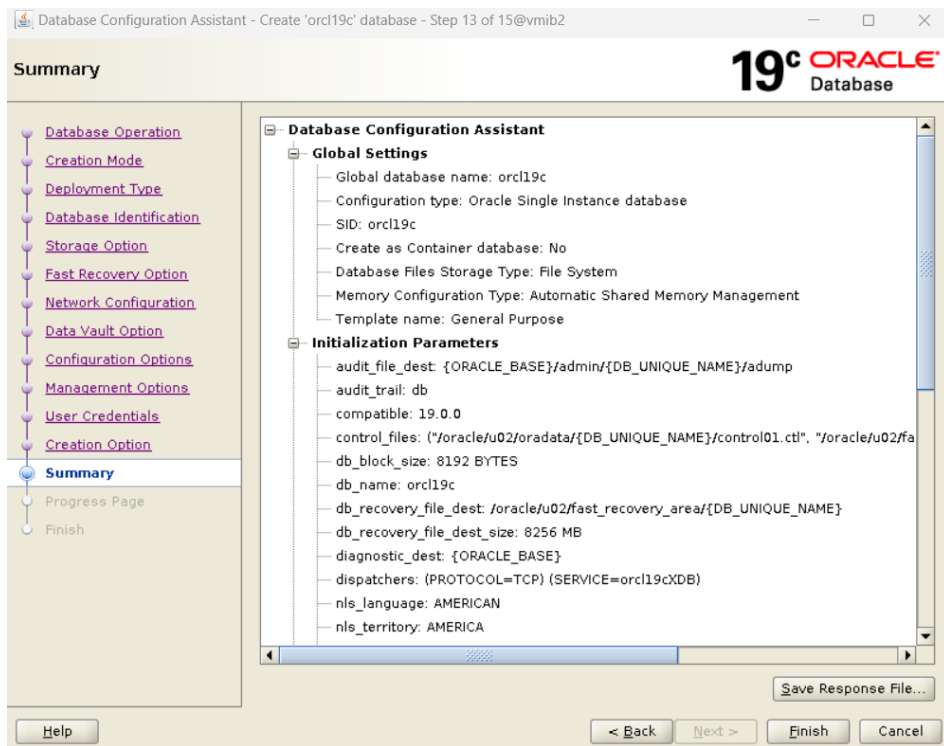 Database Configuration Assistant - Create 'orcl19c' database - Step 13 of 15@vmib2
Summary
19c ORACLE
Database
Database Operation
Creation Mode
Deployment Type
Database Identification
Storage Option
Fast Recovery Option
Network Configuration
Data Vault Option
Configuration Options
Management Options
User Credentials
Creation Option
Summary
Progress Page
Finish
Database Configuration Assistant
Global Settings
Global database name: orcl19c
Configuration type: Oracle Single Instance database
SID: orcl19c
Create as Container database: No
Database Files Storage Type: File System
Memory Configuration Type: Automatic Shared Memory Management
Template name: General Purpose
Initialization Parameters
audit_file_dest: {ORACLE_BASE}/admin/{DB_UNIQUE_NAME}/adump
audit_trail: db
compatible: 19.0.0
control_files: ("/oracle/u02/oradata/{DB_UNIQUE_NAME}/control01.ctl", "/oracle/u02/fa
db_block_size: 8192 BYTES
db_name: orcl19c
db_recovery_file_dest: /oracle/u02/fast_recovery_area/{DB_UNIQUE_NAME}
db_recovery_file_dest_size: 8256 MB
diagnostic_dest: {ORACLE_BASE}
dispatchers: (PROTOCOL=TCP) (SERVICE=orcl19cXDB)
nls_language: AMERICAN
nls_territory: AMERICA
Save Response File...
Help
< Back
Next >
Finish
Cancel